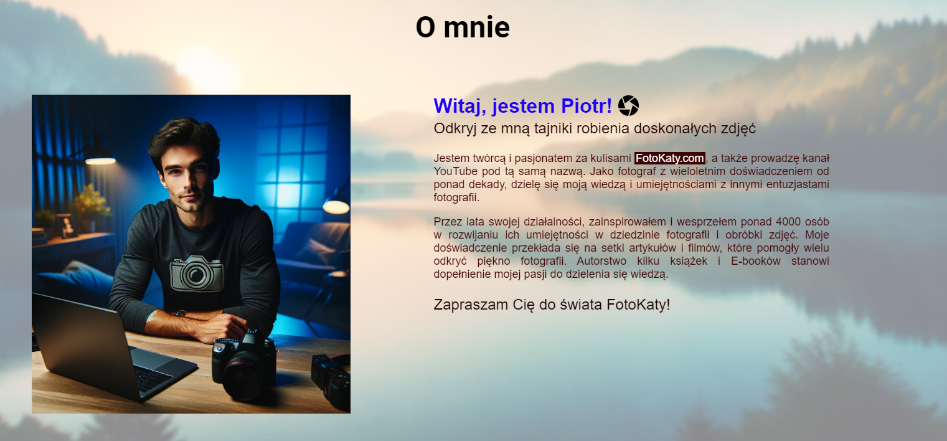 O mnie
Witaj, jestem Piotr!
Odkryj ze mną tajniki robienia doskonałych zdjęć
Jestem twórcą i pasjonatem za kulisami FotoKaty.com, a także prowadzę kanał
YouTube pod tą samą nazwą. Jako fotograf z wieloletnim doświadczeniem od
ponad dekady, dzielę się moją wiedzą i umiejętnościami z innymi entuzjastami
fotografii.
Przez lata swojej działalności, zainspirowałem i wesprzełem ponad 4000 osób
w rozwijaniu ich umiejętności w dziedzinie fotografii i obróbki zdjęć. Moje
doświadczenie przekłada się na setki artykułów i filmów, które pomogły wielu
odkryć piękno fotografii. Autorstwo kilku książek i E-booków stanowi
dopełnienie mojej pasji do dzielenia się wiedzą.
Zapraszam Cię do świata FotoKaty!